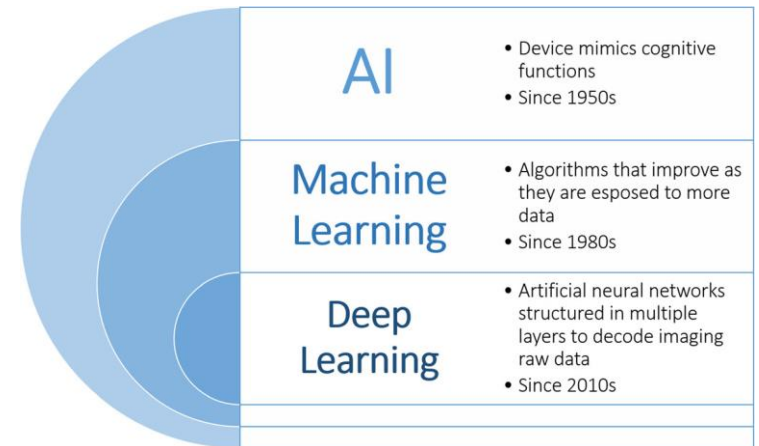 AI
• Device mimics cognitive
functions
• Since 1950s
Machine
Learning
• Algorithms that improve as
they are esposed to more
data
• Since 1980s
Deep
Learning
• Artificial neural networks
structured in multiple
layers to decode imaging
raw data
• Since 2010s